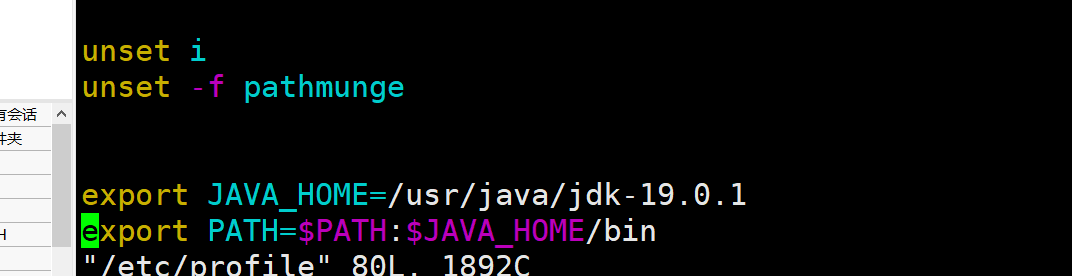 有会话
件夹
H
unset i
unset -f pathmunge
export JAVA_HOME=/usr/java/jdk-19.0.1
export PATH=$PATH:$JAVA_HOME/bin
"/etc/profile" 80L, 1892C